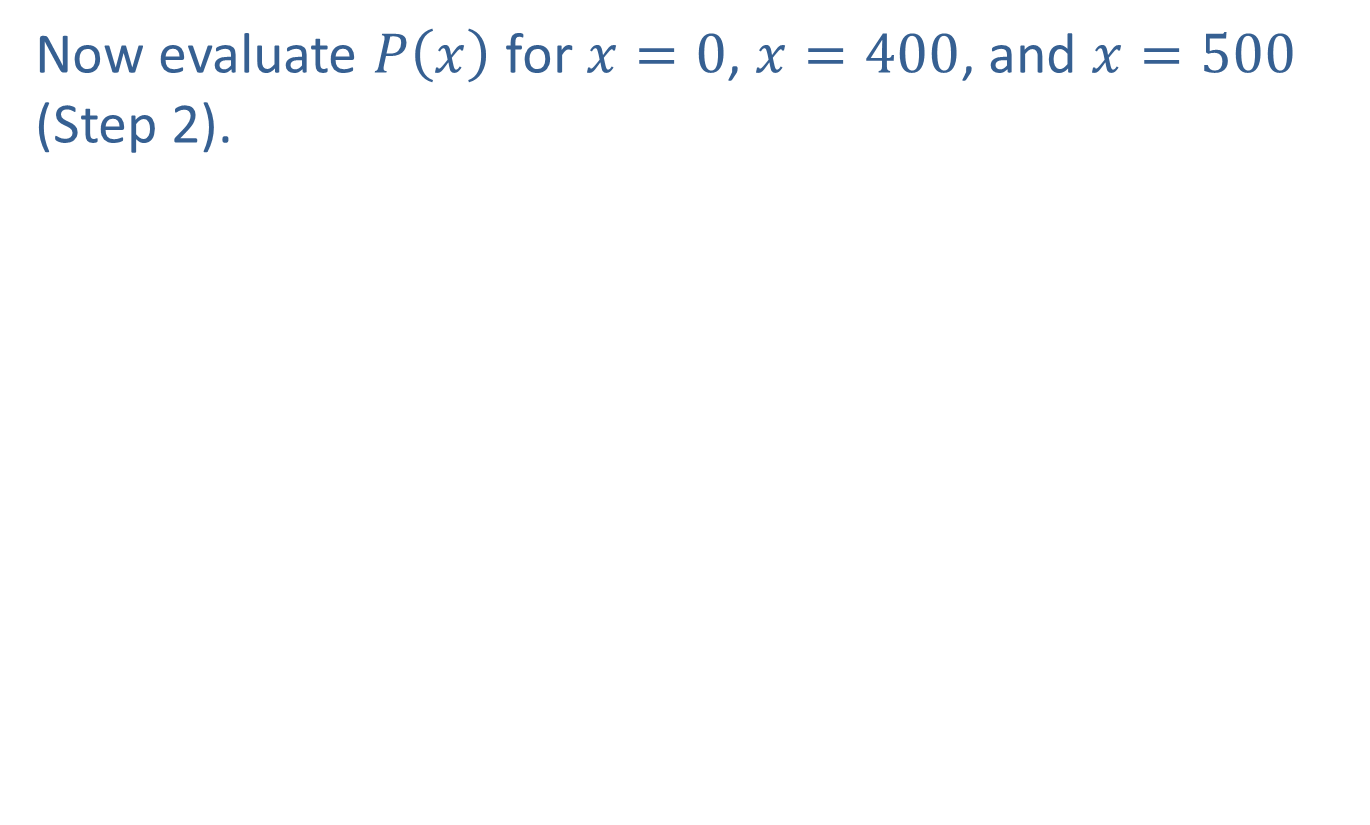 Now evaluate 𝑃(𝑥) for 𝑥 = 0, 𝑥 = 400, and 𝑥 = 500
(Step 2).